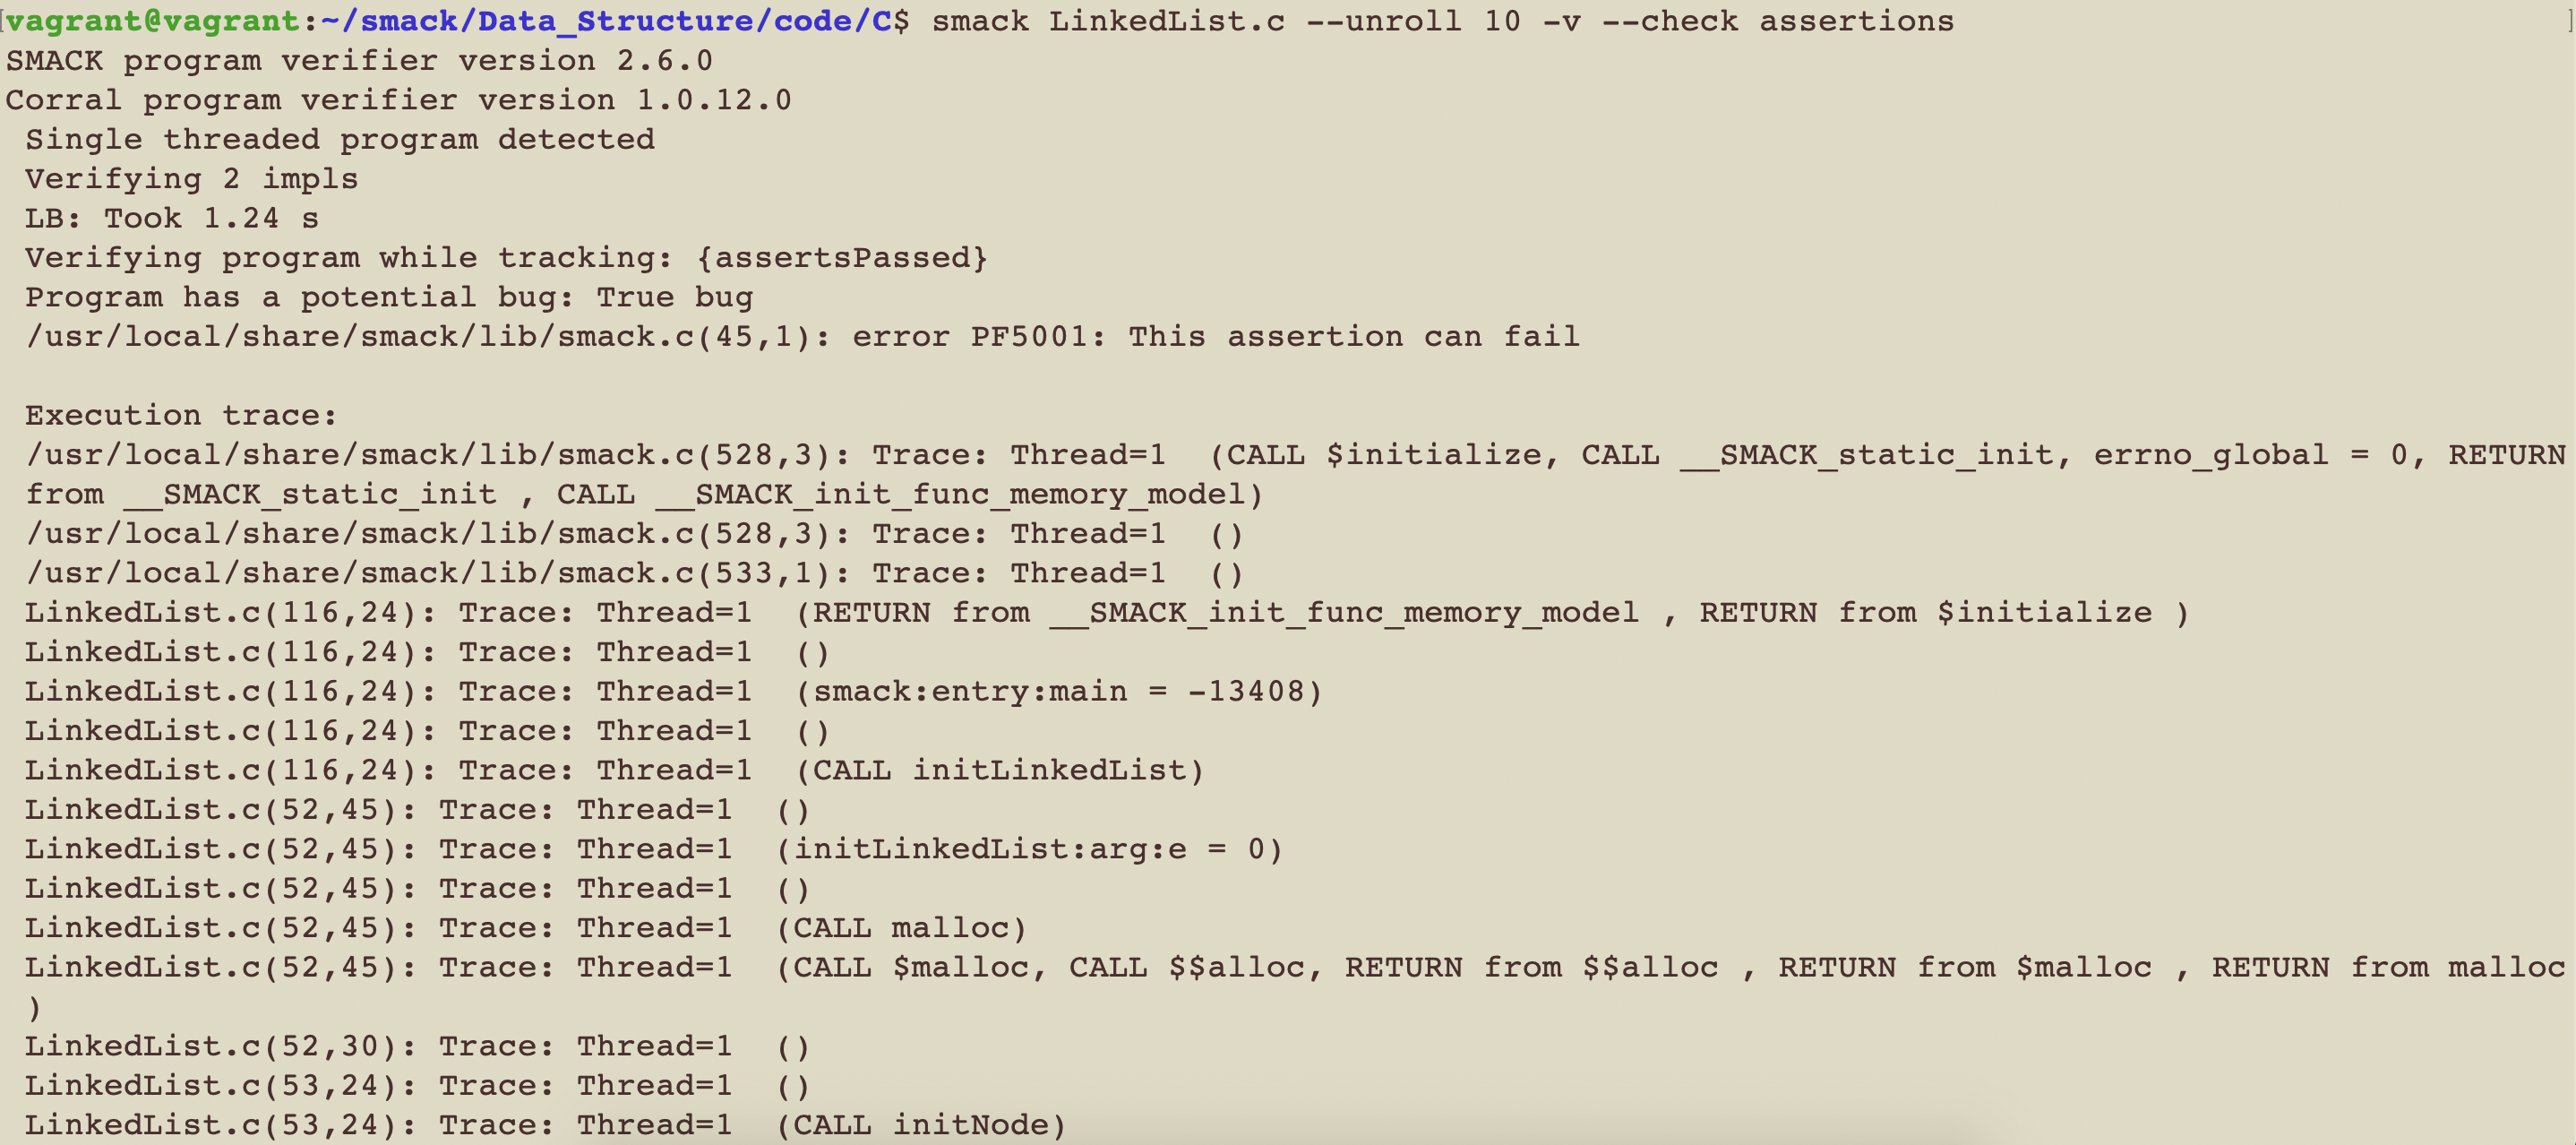 vagrant@vagrant:~/smack/Data_Structure/code/C$ smack LinkedList.c --unroll 10 -v --check assertions
SMACK program verifier version 2.6.0
Corral program verifier version 1.0.12.0
Single threaded program detected
Verifying 2 impls
LB: Took 1.24 s
Verifying program while tracking: {assertsPassed}
Program has a potential bug: True bug
/usr/local/share/smack/lib/smack.c(45,1): error PF5001: This assertion can fail
Execution trace:
/usr/local/share/smack/lib/smack.c(528,3): Trace: Thread=1  (CALL $initialize, CALL __SMACK_static_init, errno_global = 0, RETURN
from __SMACK_static_init , CALL __SMACK_init_func_memory_model)
/usr/local/share/smack/lib/smack.c(528,3): Trace: Thread=1  ()
/usr/local/share/smack/lib/smack.c(533,1): Trace: Thread=1  ()
LinkedList.c(116,24): Trace: Thread=1  (RETURN from __SMACK_init_func_memory_model , RETURN from $initialize )
LinkedList.c(116,24): Trace: Thread=1  ()
LinkedList.c(116,24): Trace: Thread=1  (smack:entry:main = -13408)
LinkedList.c(116,24): Trace: Thread=1  ()
LinkedList.c(116,24): Trace: Thread=1  (CALL initLinkedList)
LinkedList.c(52,45): Trace: Thread=1  ()
LinkedList.c(52,45): Trace: Thread=1  (initLinkedList:arg:e = 0)
LinkedList.c(52,45): Trace: Thread=1  ()
LinkedList.c(52,45): Trace: Thread=1  (CALL malloc)
LinkedList.c(52,45): Trace: Thread=1  (CALL $malloc, CALL $$alloc, RETURN from $$alloc , RETURN from $malloc , RETURN from malloc
)
LinkedList.c(52,30): Trace: Thread=1  ()
LinkedList.c(53,24): Trace: Thread=1  ()
LinkedList.c(53,24): Trace: Thread=1  (CALL initNode)